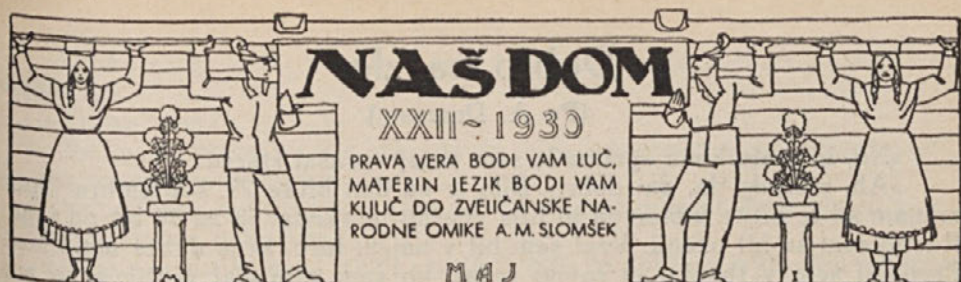 NAŠ DOM
XXII ~ 1930
PRAVA VERA BODI VAM LUČ,
MATERIN JEZIK BODI VAM
KLJUČ DO ZVELIČANSKE NA-
RODNE OMIKE A. M. SLOMŠEK
MAJ